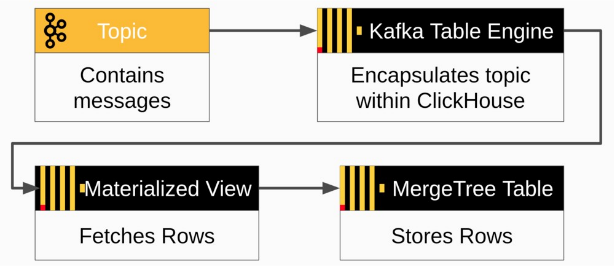 Topic
Contains
messages
Kafka Table Engine
Encapsulates topic
within ClickHouse
Materialized View
Fetches Rows
MergeTree Table
Stores Rows